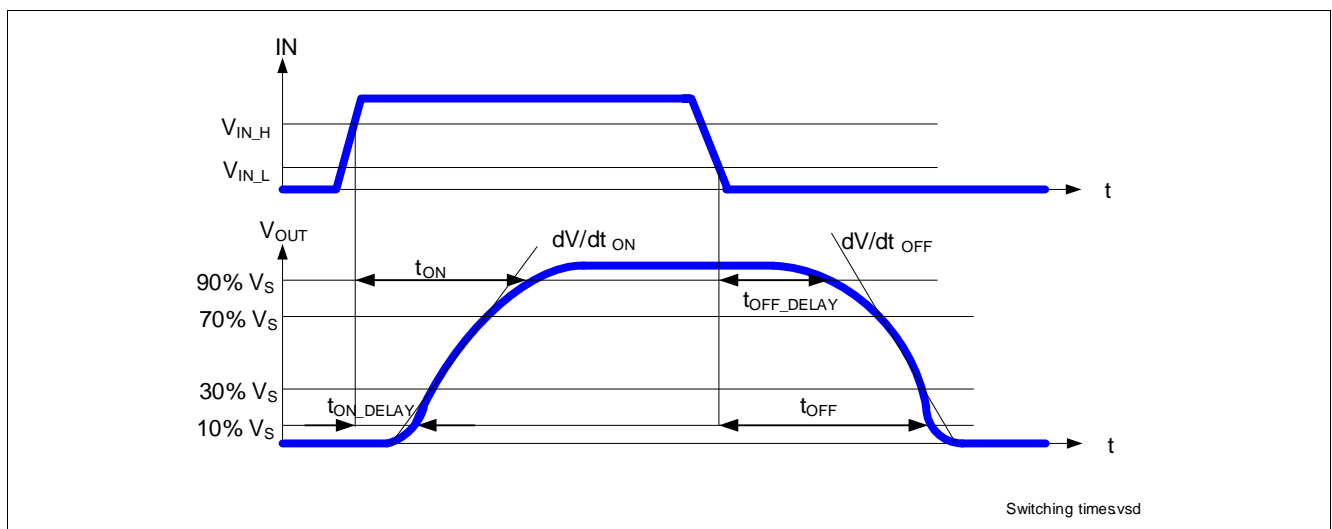 IN
V_IN_H
V_IN_L
t
V_OUT
dV/dt ON
dV/dt OFF
t_ON
90% V_S
t_OFF_DELAY
70% V_S
30% V_S
t_ON_DELAY
t_OFF
10% V_S
t
Switching times.vsd